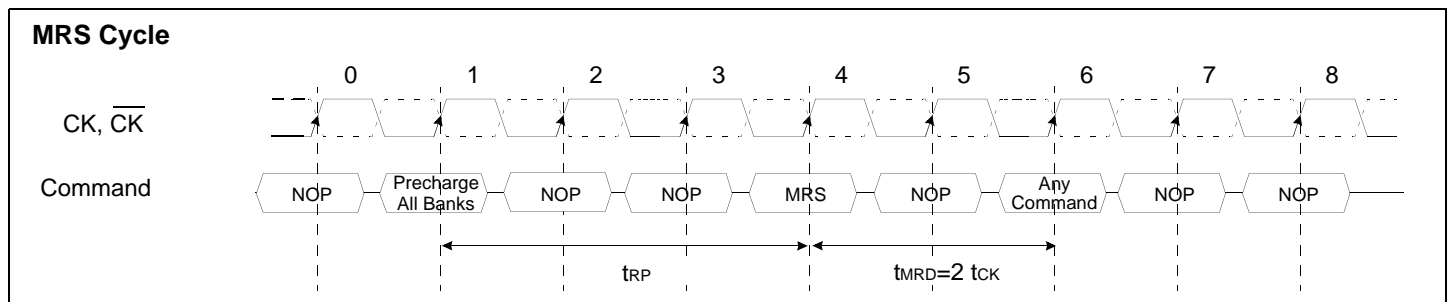 MRS Cycle
0 1 2 3 4 5 6 7 8
CK, CK
Command
NOP Precharge All Banks NOP NOP MRS NOP Any Command NOP NOP
tRP tMRD=2 tCK